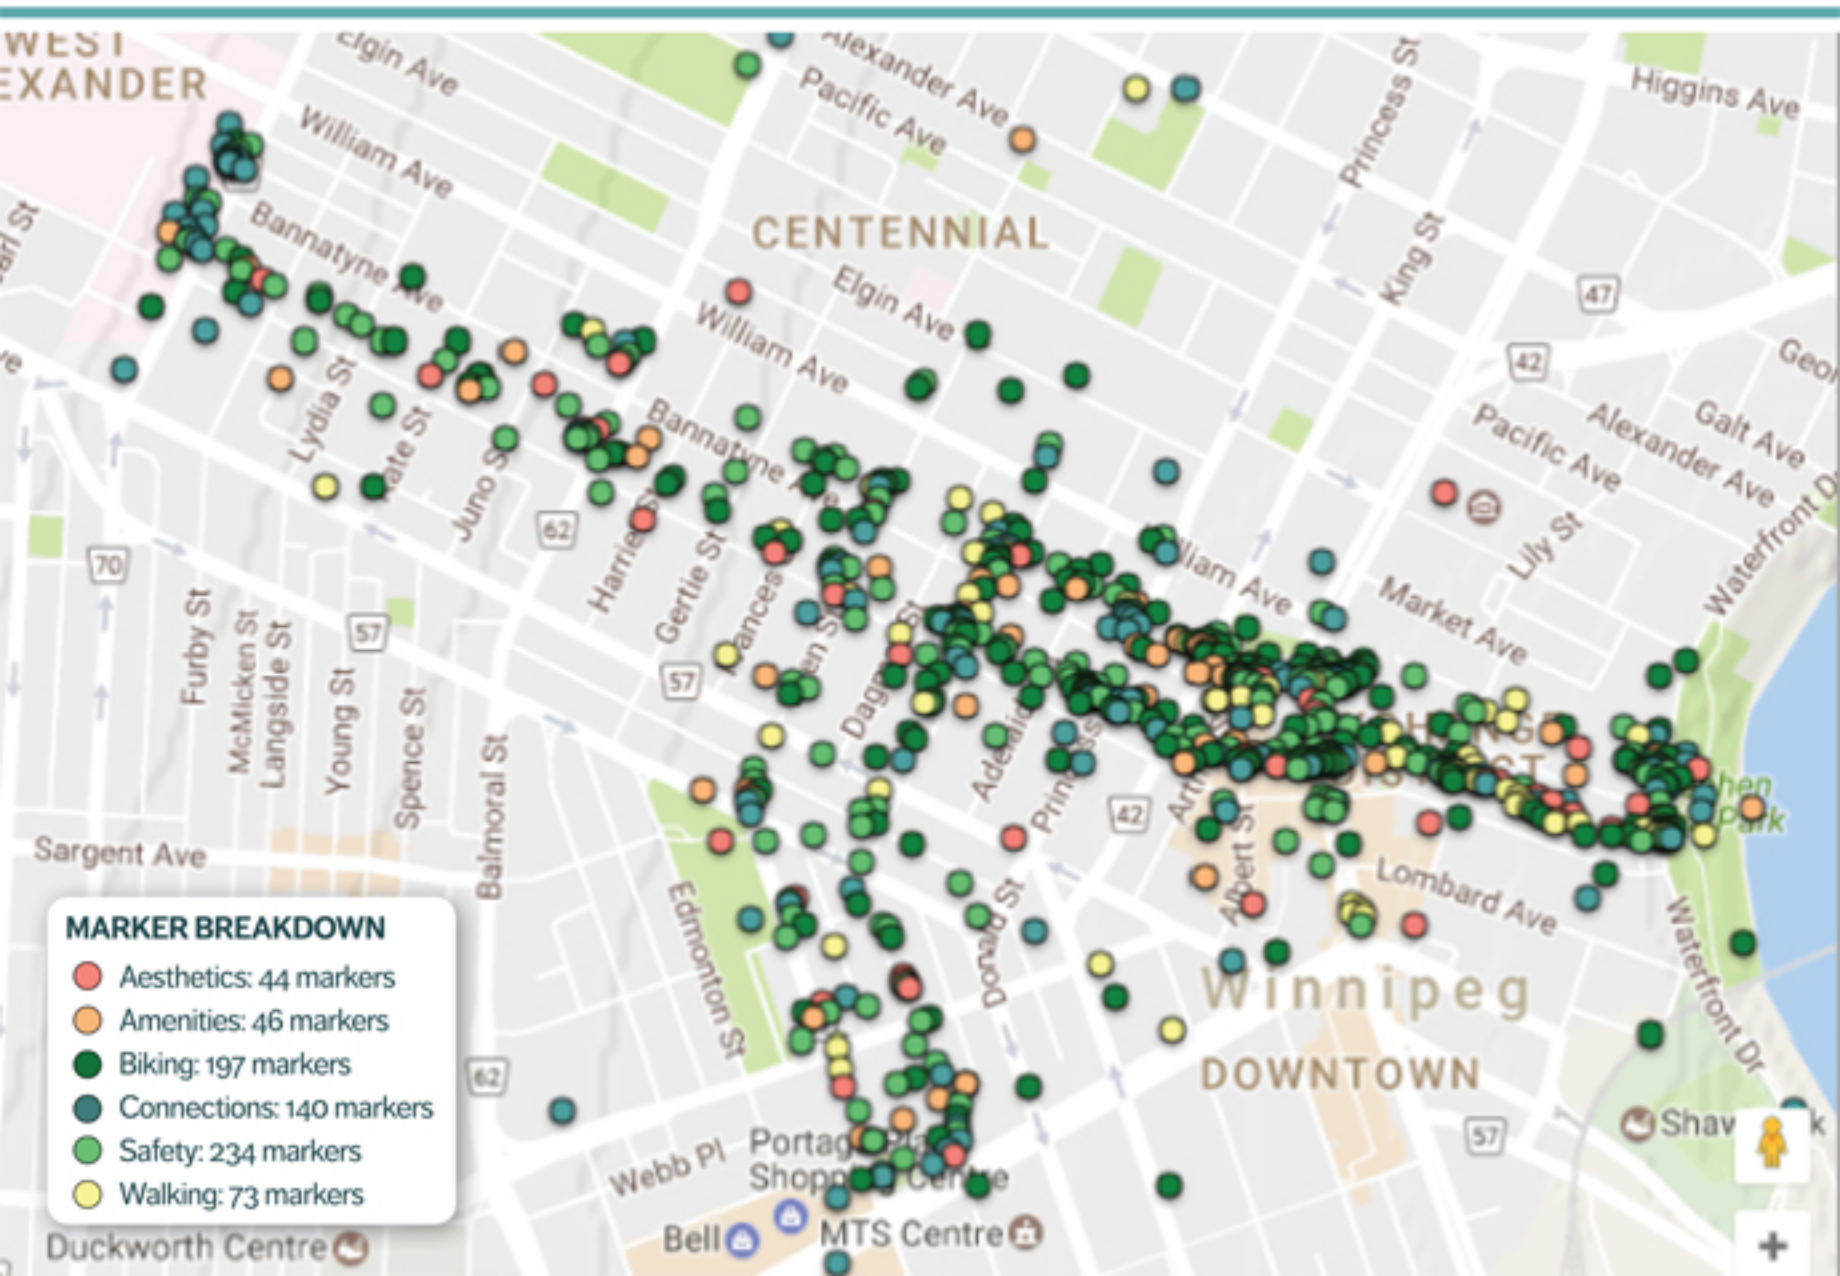 WEST
EXANDER
Elgin Ave
Alexander Ave
Pacific Ave
Princess St
Higgins Ave
William Ave
Bannatyne Ave
CENTENNIAL
King St
Elgin Ave
47
William Ave
42
Lydia St
Bannatyne
Pacific Ave
Alexander Ave
Galt Ave
Juno S
62
Lily St
70
Harrie
Gertie St
Market Ave
Furby St
McMicken St
Langside St
Young St
57
Spence St
57
Balmoral St
42
Albert St
Sargent Ave
Lombard Ave
Edmonton St
Donald St
Waterfront Dr
Winnipeg
DOWNTOWN
MARKER BREAKDOWN
Aesthetics: 44 markers
Amenities: 46 markers
Biking: 197 markers
Connections: 140 markers
Safety: 234 markers
Walking: 73 markers
62
57
Webb Pl
Bell
MTS Centre
Duckworth Centre
+